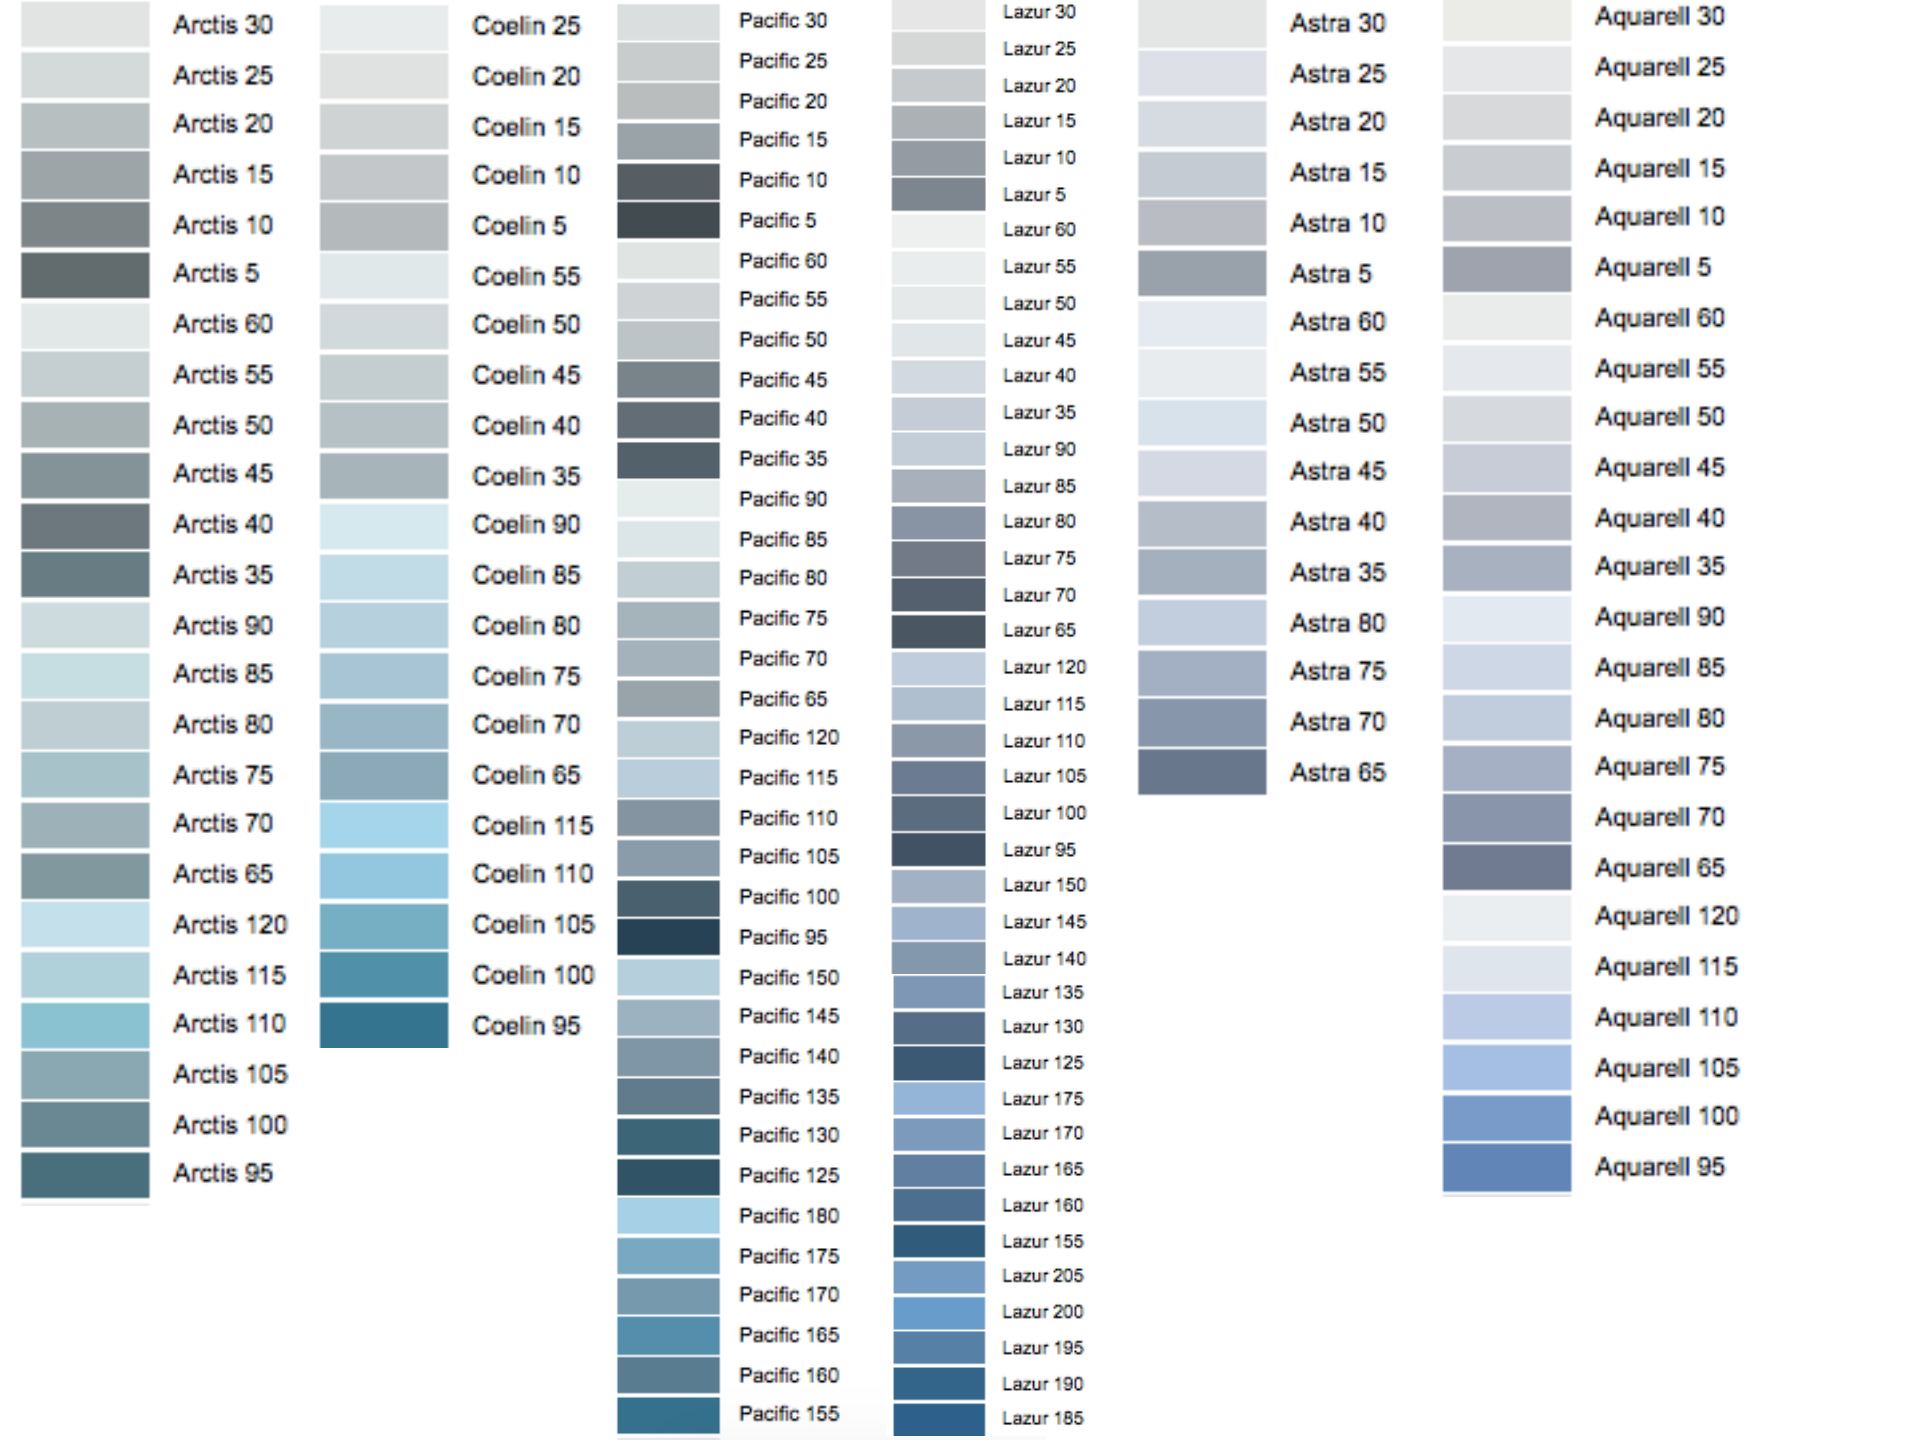 Arctis 30
Arctis 25
Arctis 20
Arctis 15
Arctis 10
Arctis 5
Arctis 60
Arctis 55
Arctis 50
Arctis 45
Arctis 40
Arctis 35
Arctis 90
Arctis 85
Arctis 80
Arctis 75
Arctis 70
Arctis 65
Arctis 120
Arctis 115
Arctis 110
Arctis 105
Arctis 100
Arctis 95
Coelin 25
Coelin 20
Coelin 15
Coelin 10
Coelin 5
Coelin 55
Coelin 50
Coelin 45
Coelin 40
Coelin 35
Coelin 90
Coelin 85
Coelin 80
Coelin 75
Coelin 70
Coelin 65
Coelin 115
Coelin 110
Coelin 105
Coelin 100
Coelin 95
Pacific 30
Pacific 25
Pacific 20
Pacific 15
Pacific 10
Pacific 5
Pacific 60
Pacific 55
Pacific 50
Pacific 45
Pacific 40
Pacific 35
Pacific 90
Pacific 85
Pacific 80
Pacific 75
Pacific 70
Pacific 65
Pacific 120
Pacific 115
Pacific 110
Pacific 105
Pacific 100
Pacific 95
Pacific 150
Pacific 145
Pacific 140
Pacific 135
Pacific 130
Pacific 125
Pacific 180
Pacific 175
Pacific 170
Pacific 165
Pacific 160
Pacific 155
Lazur 30
Lazur 25
Lazur 20
Lazur 15
Lazur 10
Lazur 5
Lazur 60
Lazur 55
Lazur 50
Lazur 45
Lazur 40
Lazur 35
Lazur 90
Lazur 85
Lazur 80
Lazur 75
Lazur 70
Lazur 65
Lazur 120
Lazur 115
Lazur 110
Lazur 105
Lazur 100
Lazur 95
Lazur 150
Lazur 145
Lazur 140
Lazur 135
Lazur 130
Lazur 125
Lazur 175
Lazur 170
Lazur 165
Lazur 160
Lazur 155
Lazur 205
Lazur 200
Lazur 195
Lazur 190
Lazur 185
Astra 30
Astra 25
Astra 20
Astra 15
Astra 10
Astra 5
Astra 60
Astra 55
Astra 50
Astra 45
Astra 40
Astra 35
Astra 80
Astra 75
Astra 70
Astra 65
Aquarell 30
Aquarell 25
Aquarell 20
Aquarell 15
Aquarell 10
Aquarell 5
Aquarell 60
Aquarell 55
Aquarell 50
Aquarell 45
Aquarell 40
Aquarell 35
Aquarell 90
Aquarell 85
Aquarell 80
Aquarell 75
Aquarell 70
Aquarell 65
Aquarell 120
Aquarell 115
Aquarell 110
Aquarell 105
Aquarell 100
Aquarell 95